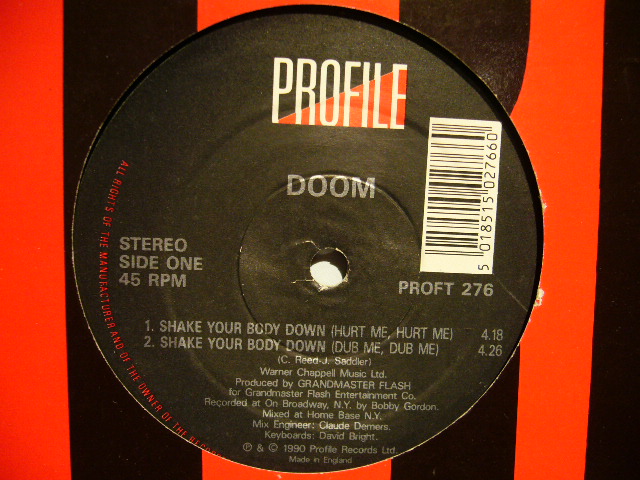 PROFILE
DOOM
STEREO
SIDE ONE
45 RPM
5 018515 027660
PROFT 276
1. SHAKE YOUR BODY DOWN (HURT ME, HURT ME) 4.18
2. SHAKE YOUR BODY DOWN (DUB ME, DUB ME) 4.26
(C. Reed-J. Saddler)
Warner Chappell Music Ltd.
Produced by GRANDMASTER FLASH
for Grandmaster Flash Entertainment Co.
Recorded at On Broadway, N.Y. by Bobby Gordon.
Mixed at Home Base N.Y.
Mix Engineer: Claude Demers.
Keyboards: David Bright.
℗ & © 1990 Profile Records Ltd.
Made in England
ALL RIGHTS OF THE MANUFACTURER AND OF THE OWNER OF THE